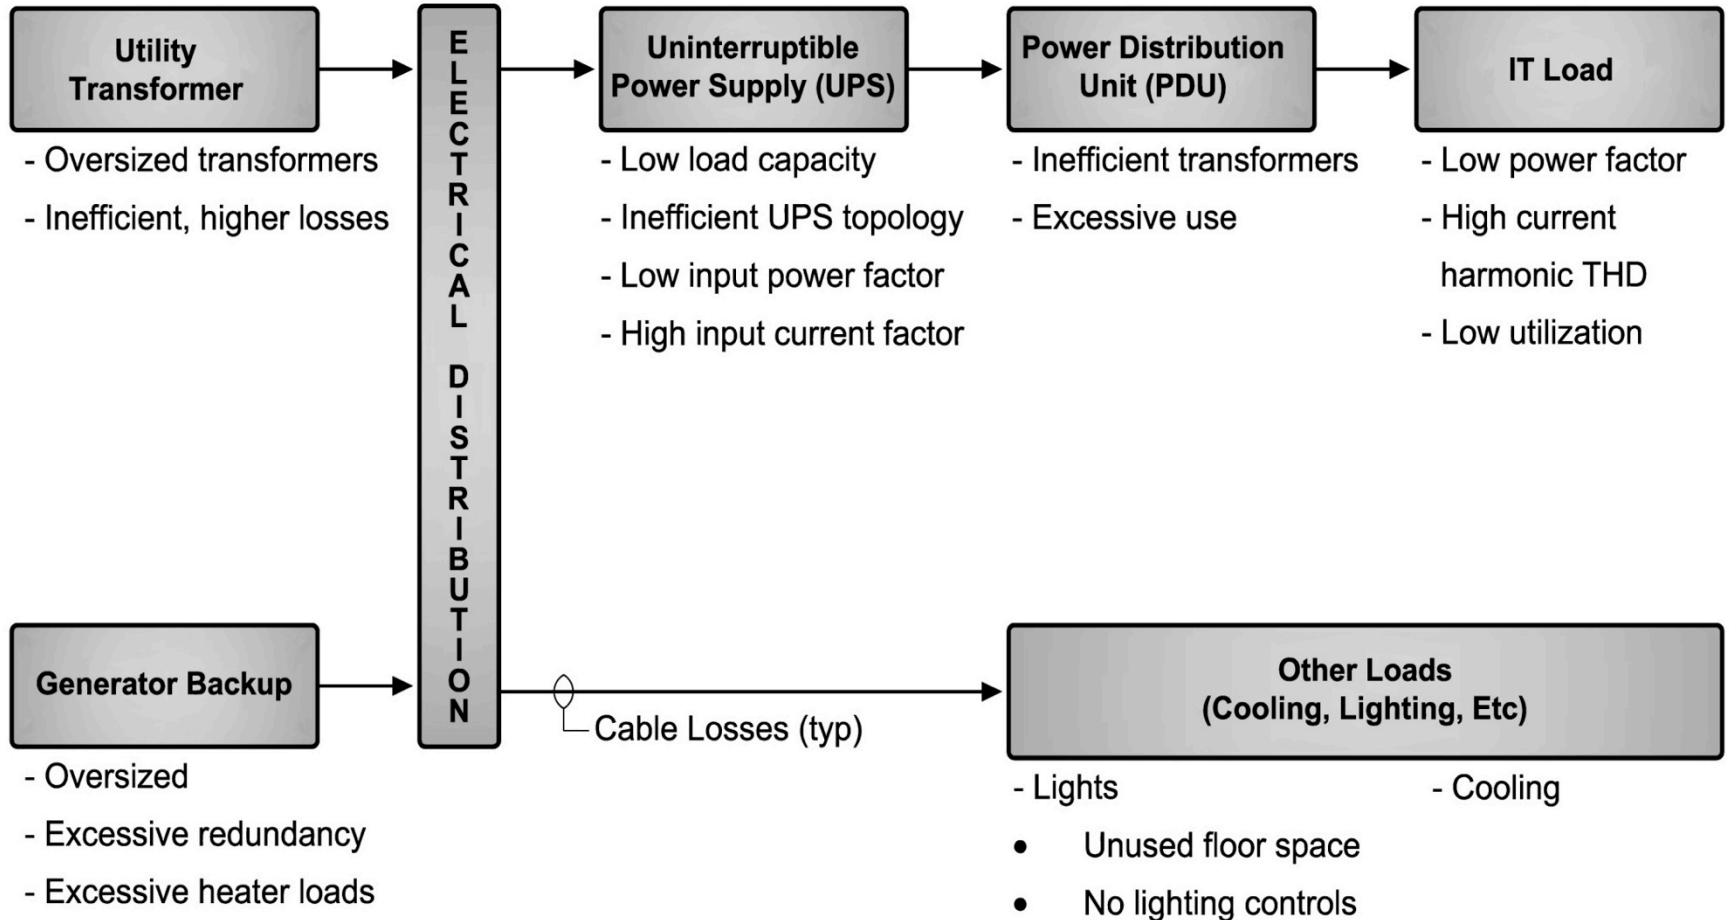 Utility
Transformer
- Oversized transformers
- Inefficient, higher losses
ELECTRICAL DISTRIBUTION
Uninterruptible
Power Supply (UPS)
- Low load capacity
- Inefficient UPS topology
- Low input power factor
- High input current factor
Power Distribution
Unit (PDU)
- Inefficient transformers
- Excessive use
IT Load
- Low power factor
- High current
harmonic THD
- Low utilization
Generator Backup
- Oversized
- Excessive redundancy
- Excessive heater loads
Cable Losses (typ)
Other Loads
(Cooling, Lighting, Etc)
- Lights
• Unused floor space
• No lighting controls
- Cooling